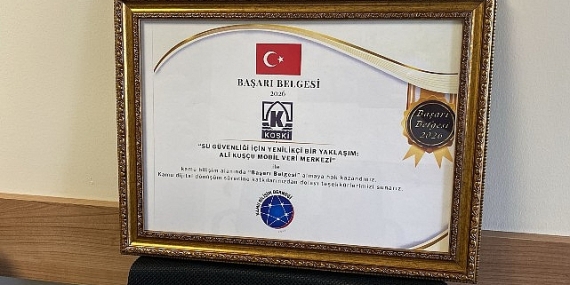 BAŞARI BELGESİ
2026
KOSKİ
"SU GÜVENLİĞİ İÇİN YENİLİKÇİ BİR YAKLAŞIM:
ALİ KUŞÇU MOBİL VERİ MERKEZİ"
ile
kamu bilişim alanında "Başarı Belgesi" almaya hak kazandınız.
Kamu dijital dönüşüm sürecine katkılarınızdan dolayı teşekkürlerimizi sunarız.
Başarı
Belgesi
2026